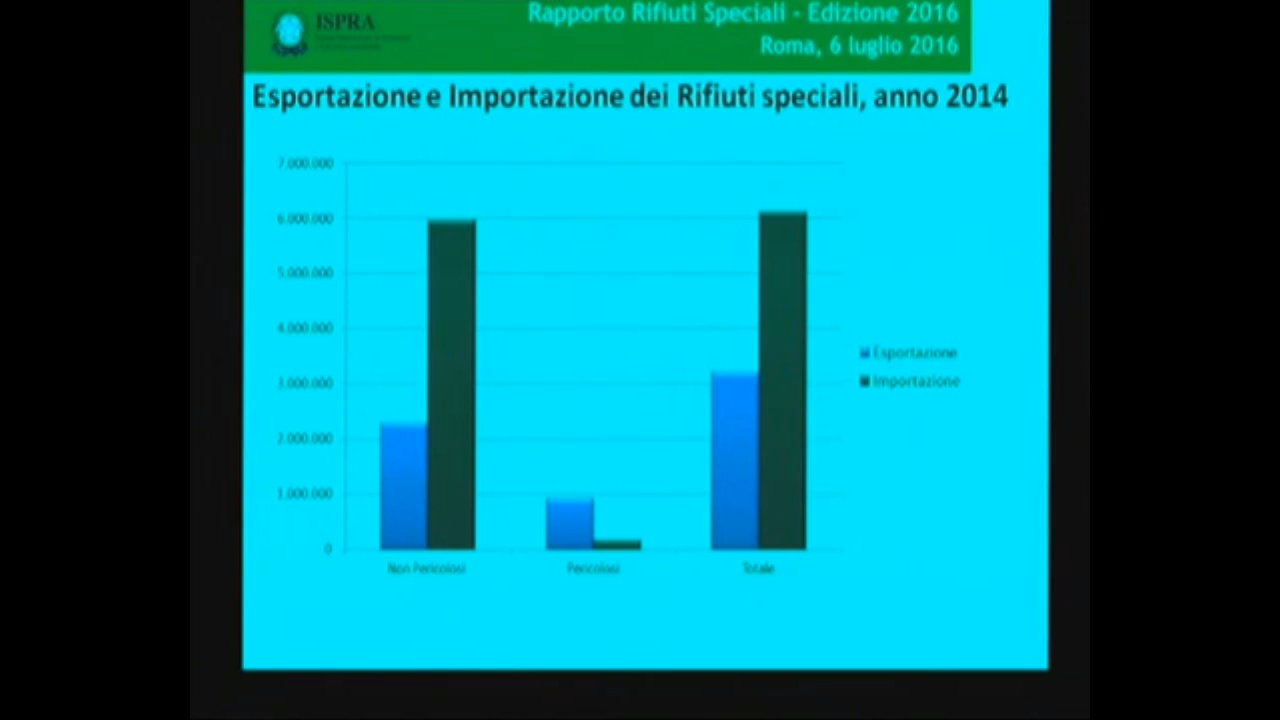 ISPRA
Rapporto Rifiuti Speciali - Edizione 2016
Roma, 6 luglio 2016
Esportazione e Importazione dei Rifiuti speciali, anno 2014
7.000.000
6.000.000
5.000.000
4.000.000
3.000.000
2.000.000
1.000.000
0
Non Pericolosi
Pericolosi
Totale
Esportazione
Importazione